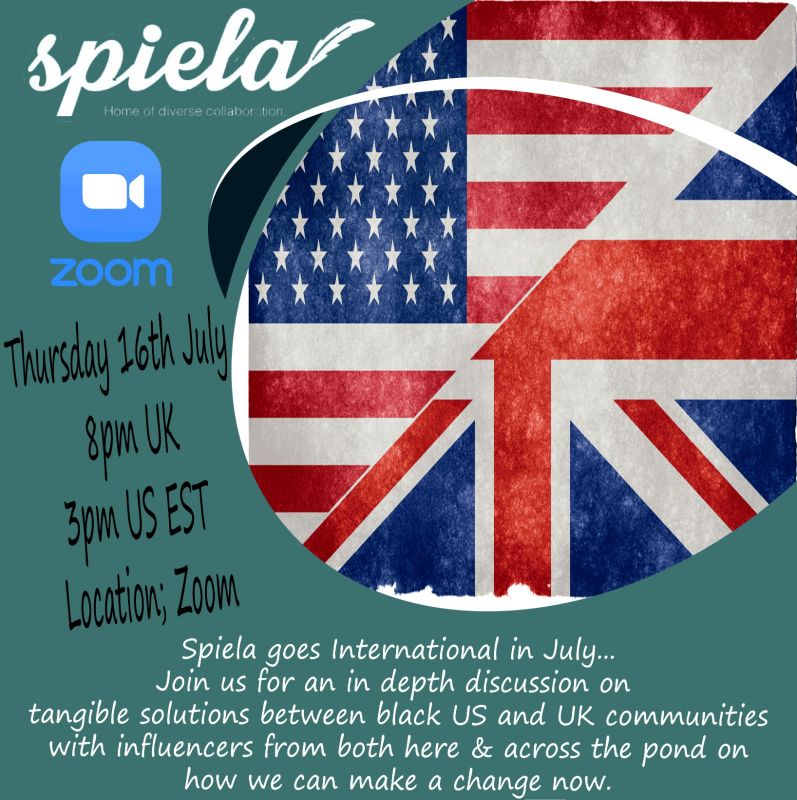 spiela
Home of diverse collaboration.
zoom
Thursday 16th July
8pm UK
3pm US EST
Location; Zoom
Spiela goes International in July...
Join us for an in depth discussion on
tangible solutions between black US and UK communities
with influencers from both here & across the pond on
how we can make a change now.